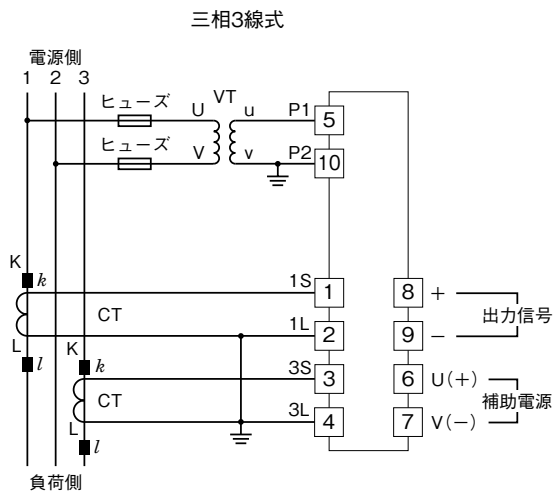 三相3線式
電源側
1 2 3
ヒューズ
U
VT
u
P1
5
ヒューズ
V
v
P2
10
K
k
1S
1
8
+
CT
出力信号
L
l
1L
2
9
−
K
k
3S
3
6
U(+)
CT
補助電源
L
l
3L
4
7
V(−)
負荷側